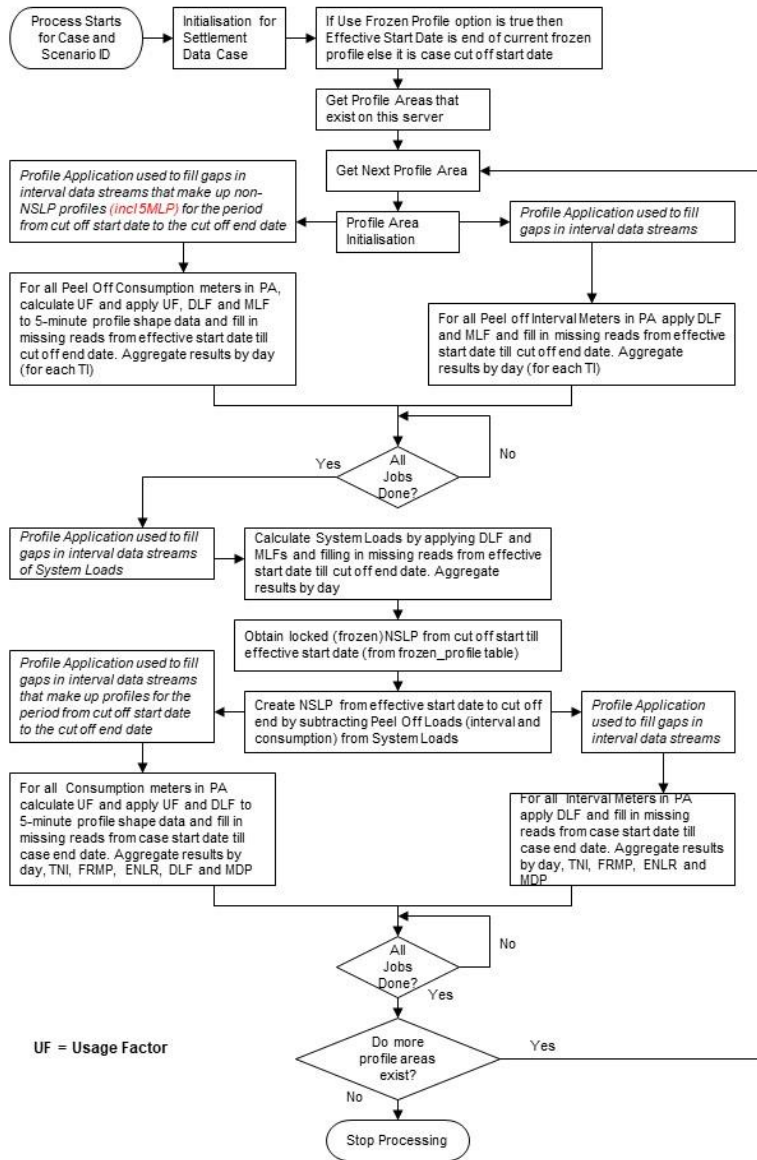 Process Starts
for Case and
Scenario ID
Initialisation for
Settlement
Data Case
If Use Frozen Profile option is true then
Effective Start Date is end of current frozen
profile else it is case cut off start date
Get Profile Areas that
exist on this server
Get Next Profile Area
Profile Application used to fill gaps in
interval data streams that make up non-
NSLP profiles (incl 5MLP) for the period
from cut off start date to the cut off end date
Profile Area
Initialisation
Profile Application used to fill
gaps in interval data streams
For all Peel Off Consumption meters in PA,
calculate UF and apply UF, DLF and MLF
to 5-minute profile shape data and fill in
missing reads from effective start date till
cut off end date. Aggregate results by day
(for each TI)
For all Peel off Interval Meters in PA apply DLF
and MLF and fill in missing reads from effective
start date till cut off end date. Aggregate
results by day (for each TI)
Yes
All
Jobs
Done?
No
Profile Application used to fill
gaps in interval data streams
of System Loads
Calculate System Loads by applying DLF and
MLFs and filling in missing reads from effective
start date till cut off end date. Aggregate
results by day
Obtain locked (frozen) NSLP from cut off start till
effective start date (from frozen_profile table)
Profile Application used to fill
gaps in interval data streams
that make up profiles for the
period from cut off start date
to the cut off end date
Create NSLP from effective start date to cut off
end by subtracting Peel Off Loads (interval and
consumption) from System Loads
Profile Application
used to fill gaps in
interval data streams
For all Consumption meters in PA
calculate UF and apply UF and DLF to
5-minute profile shape data and fill in
missing reads from case start date till
case end date. Aggregate results by
day, TNI, FRMP, ENLR, DLF and MDP
For all Interval Meters in PA
apply DLF and fill in missing
reads from case start date till
case end date. Aggregate results
by day, TNI, FRMP, ENLR and
MDP
All
Jobs
Done?
No
Yes
UF = Usage Factor
Do more
profile areas
exist?
Yes
No
Stop Processing